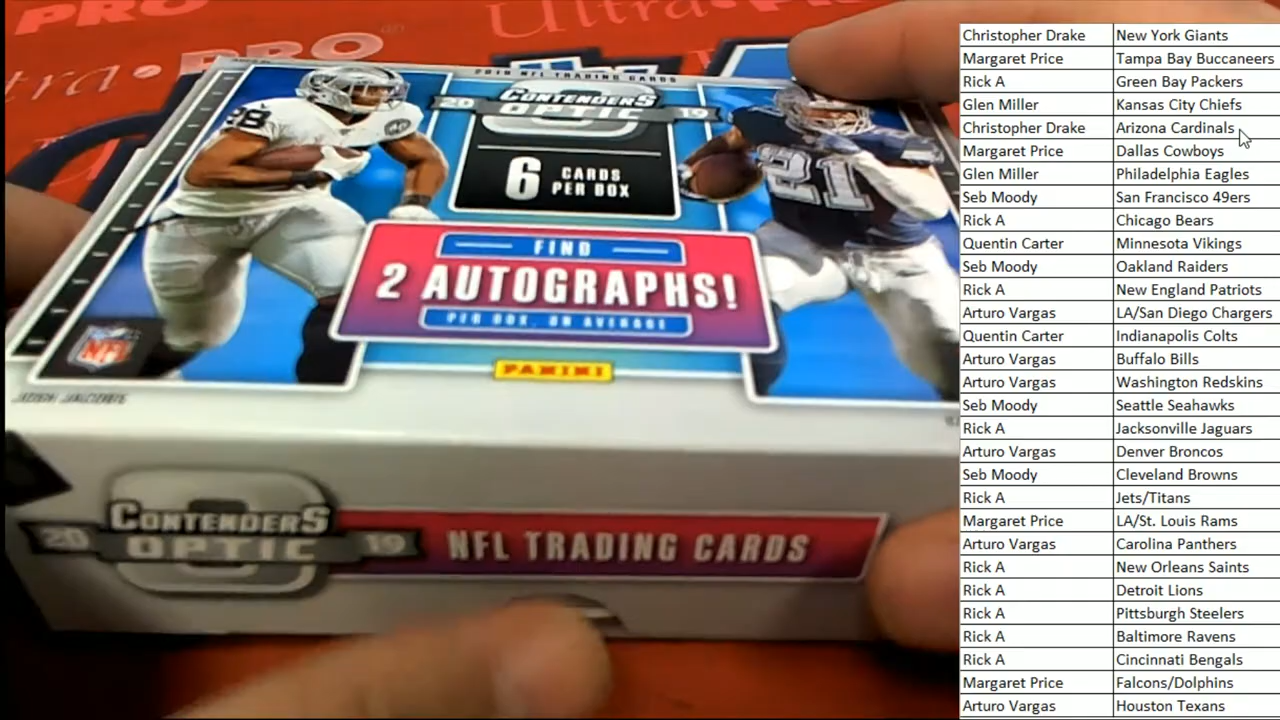 PRO
Ultra
Ultra • PRO
2019 NFL TRADING CARDS
20 CONTENDERS 19
OPTIC
6 CARDS PER BOX
28
21
FIND
2 AUTOGRAPHS!
PER BOX, ON AVERAGE
NFL
PANINI
JOSH JACOBS
20 CONTENDERS 19
OPTIC
NFL TRADING CARDS
Christopher Drake New York Giants
Margaret Price Tampa Bay Buccaneers
Rick A Green Bay Packers
Glen Miller Kansas City Chiefs
Christopher Drake Arizona Cardinals
Margaret Price Dallas Cowboys
Glen Miller Philadelphia Eagles
Seb Moody San Francisco 49ers
Rick A Chicago Bears
Quentin Carter Minnesota Vikings
Seb Moody Oakland Raiders
Rick A New England Patriots
Arturo Vargas LA/San Diego Chargers
Quentin Carter Indianapolis Colts
Arturo Vargas Buffalo Bills
Arturo Vargas Washington Redskins
Seb Moody Seattle Seahawks
Rick A Jacksonville Jaguars
Arturo Vargas Denver Broncos
Seb Moody Cleveland Browns
Rick A Jets/Titans
Margaret Price LA/St. Louis Rams
Arturo Vargas Carolina Panthers
Rick A New Orleans Saints
Rick A Detroit Lions
Rick A Pittsburgh Steelers
Rick A Baltimore Ravens
Rick A Cincinnati Bengals
Margaret Price Falcons/Dolphins
Arturo Vargas Houston Texans